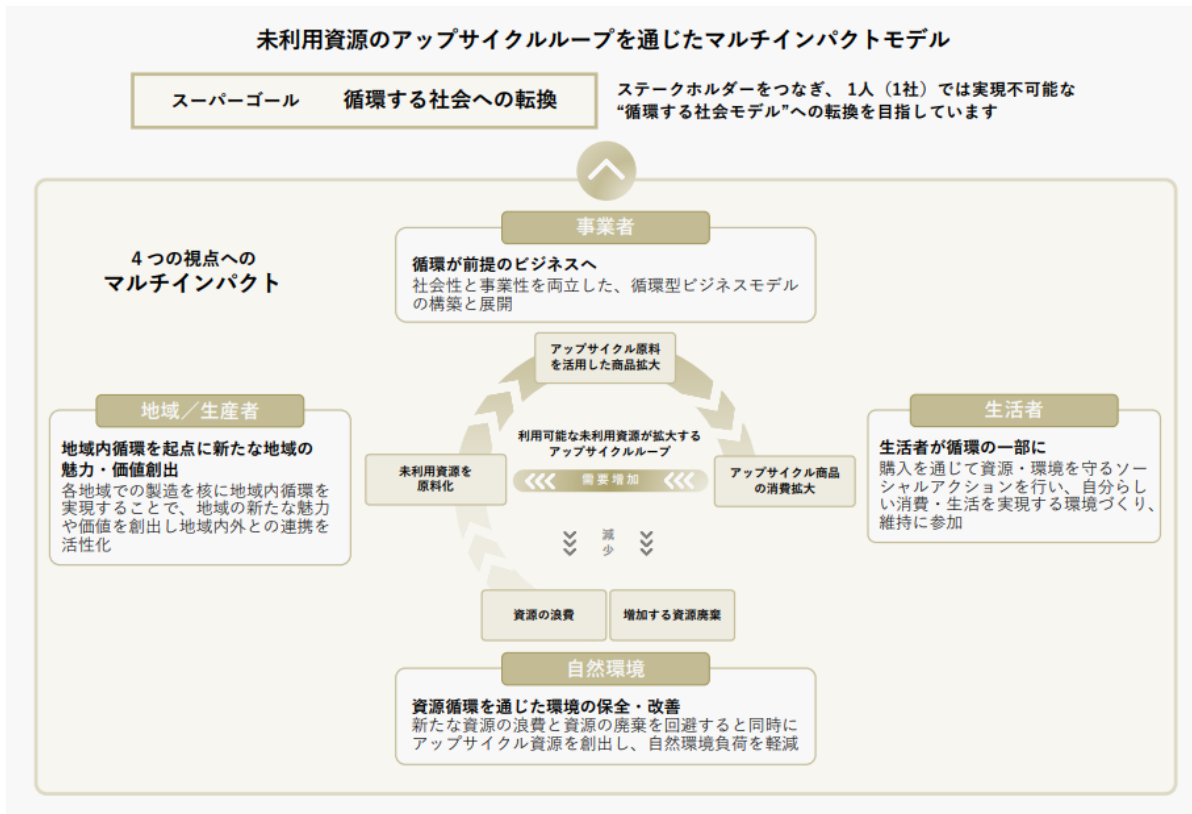 未利用資源のアップサイクルループを通じたマルチインパクトモデル
スーパーゴール 循環する社会への転換
ステークホルダーをつなぎ、 1人（1社）では実現不可能な
“循環する社会モデル”への転換を目指しています
4つの視点への
マルチインパクト
事業者
循環が前提のビジネスへ
社会性と事業性を両立した、循環型ビジネスモデル
の構築と展開
アップサイクル原料
を活用した商品拡大
地域／生産者
地域内循環を起点に新たな地域の
魅力・価値創出
各地域での製造を核に地域内循環を
実現することで、地域の新たな魅力
や価値を創出し地域内外との連携を
活性化
未利用資源を
原料化
利用可能な未利用資源が拡大する
アップサイクルループ
需要増加
アップサイクル商品
の消費拡大
生活者
生活者が循環の一部に
購入を通じて資源・環境を守るソー
シャルアクションを行い、自分らし
い消費・生活を実現する環境づくり、
維持に参加
減
少
資源の浪費
増加する資源廃棄
自然環境
資源循環を通じた環境の保全・改善
新たな資源の浪費と資源の廃棄を回避すると同時に
アップサイクル資源を創出し、自然環境負荷を軽減